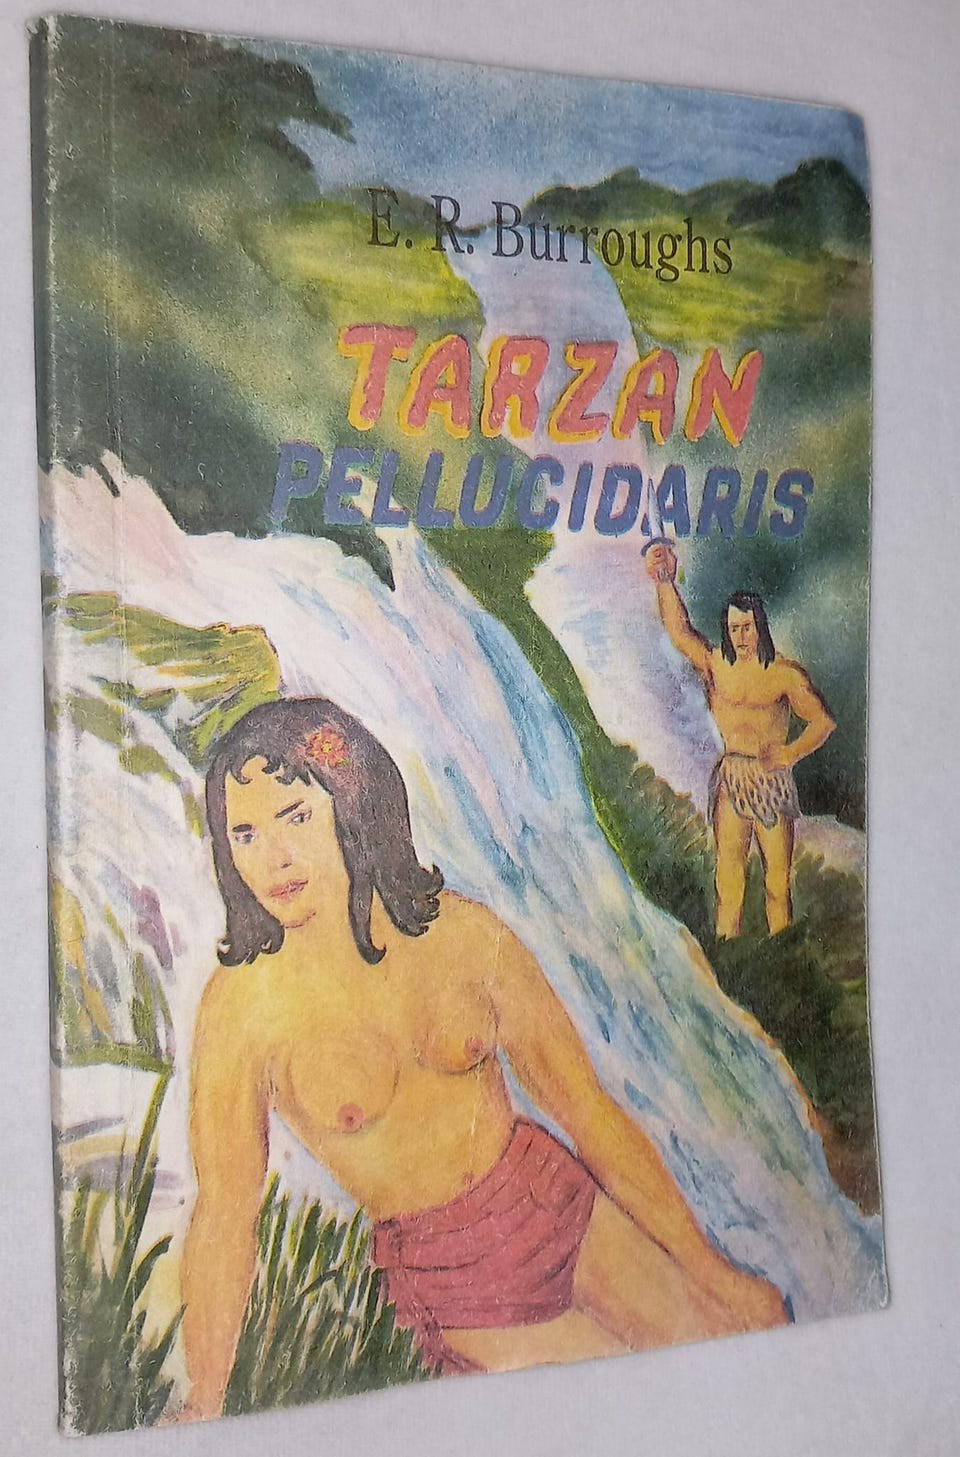 E. R. Burroughs
TARZAN
PELLUCIDARIS